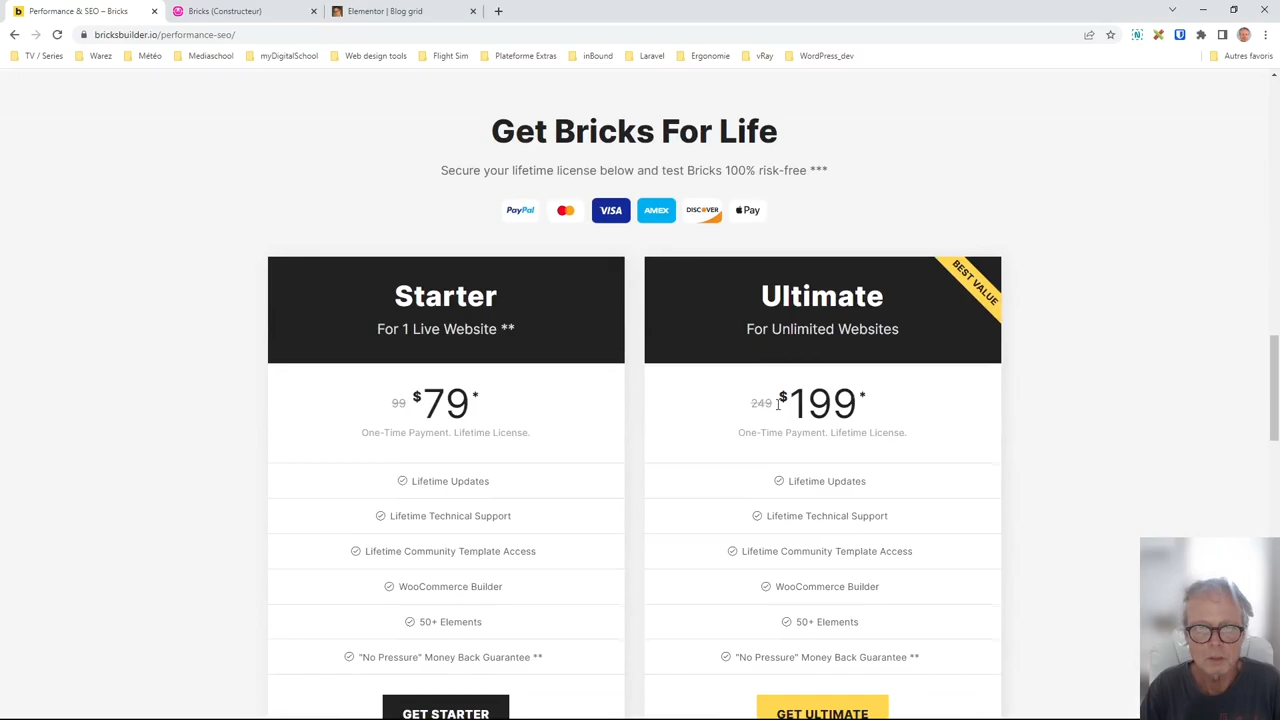 Performance & SEO – Bricks
Bricks (Constructeur)
Elementor | Blog grid
bricksbuilder.io/performance-seo/
TV / Series
Warez
Météo
Mediaschool
myDigitalSchool
Web design tools
Flight Sim
Plateforme Extras
inBound
Laravel
Ergonomie
vRay
WordPress_dev
Autres favoris
Get Bricks For Life
Secure your lifetime license below and test Bricks 100% risk-free ***
PayPal
VISA
AMEX
DISCOVER
Pay
Starter
For 1 Live Website **
99 $79*
One-Time Payment. Lifetime License.
Lifetime Updates
Lifetime Technical Support
Lifetime Community Template Access
WooCommerce Builder
50+ Elements
"No Pressure" Money Back Guarantee **
GET STARTER
BEST VALUE
Ultimate
For Unlimited Websites
249 $199*
One-Time Payment. Lifetime License.
Lifetime Updates
Lifetime Technical Support
Lifetime Community Template Access
WooCommerce Builder
50+ Elements
"No Pressure" Money Back Guarantee **
GET ULTIMATE